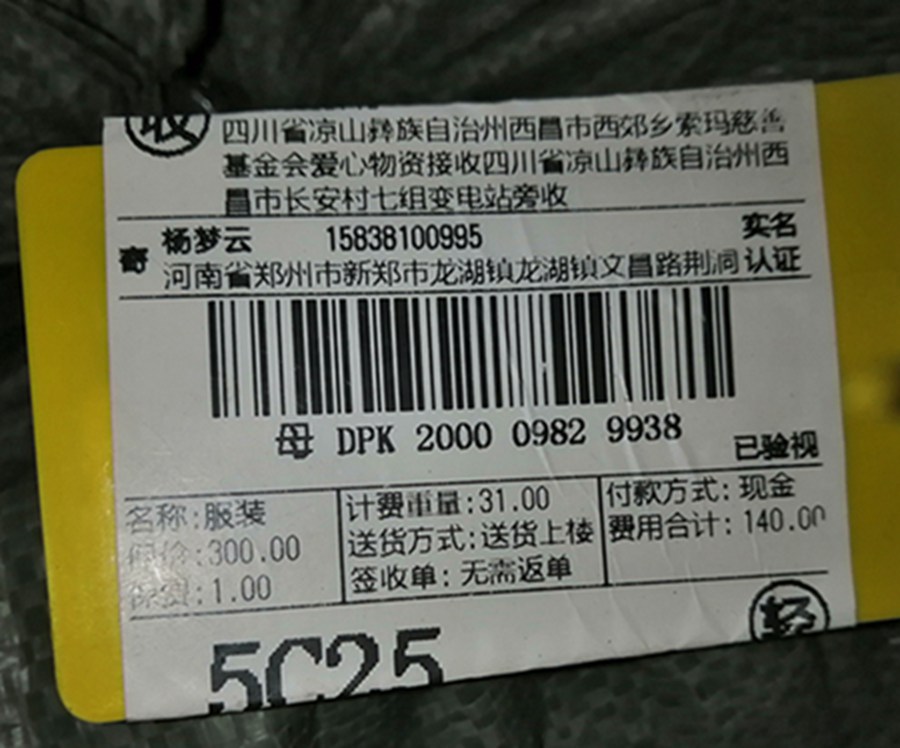 收
四川省凉山彝族自治州西昌市西郊乡索玛慈善
基金会爱心物资接收四川省凉山彝族自治州西
昌市长安村七组变电站旁收
寄 杨梦云 15838100995 实名
河南省郑州市新郑市龙湖镇龙湖镇文昌路荆洞 认证
母 DPK 2000 0982 9938
已验视
名称:服装 计费重量:31.00 付款方式:现金
保价:300.00 送货方式:送货上楼 费用合计:140.00
保费:1.00 签收单:无需返单
5C25 轻